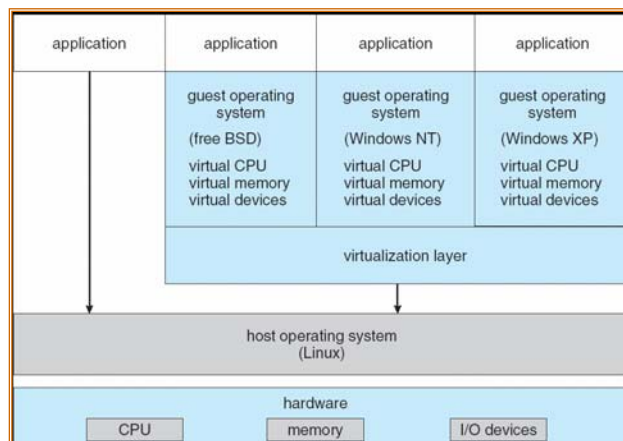 application
application
application
application
guest operating system
(free BSD)
virtual CPU
virtual memory
virtual devices
guest operating system
(Windows NT)
virtual CPU
virtual memory
virtual devices
guest operating system
(Windows XP)
virtual CPU
virtual memory
virtual devices
virtualization layer
host operating system
(Linux)
hardware
CPU
memory
I/O devices